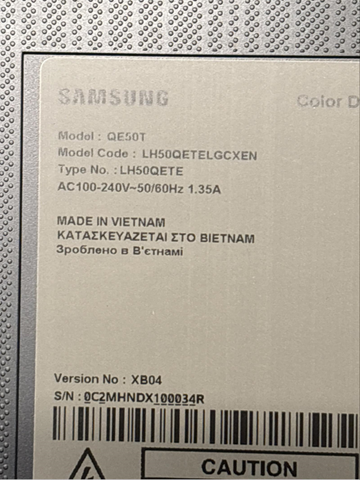 SAMSUNG
Color D
Model : QE50T
Model Code : LH50QETELGCXEN
Type No. : LH50QETE
AC100-240V~50/60Hz 1.35A
MADE IN VIETNAM
ΚΑΤΑΣΚΕΥΑΖΕΤΑΙ ΣΤΟ ΒΙΕΤΝΑΜ
Зроблено в В'єтнамі
Version No : XB04
S/N : 0C2MHNDX100034R
CAUTION